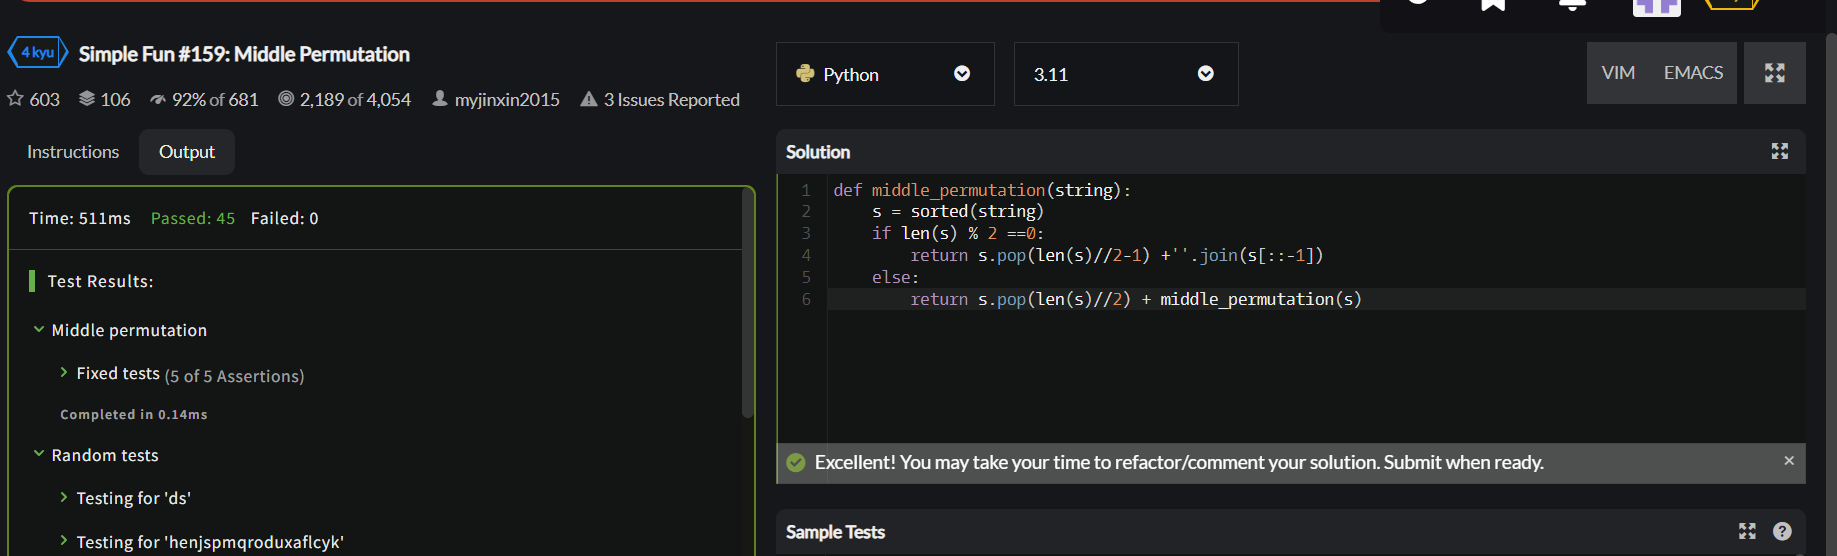 4 kyu Simple Fun #159: Middle Permutation
603 106 92% of 681 2,189 of 4,054 myjinxin2015 3 Issues Reported
Instructions Output
Time: 511ms Passed: 45 Failed: 0
Test Results:
Middle permutation
Fixed tests (5 of 5 Assertions)
Completed in 0.14ms
Random tests
Testing for 'ds'
Testing for 'henjspmqroduxaflcyk'
Python 3.11 VIM EMACS
Solution
1 def middle_permutation(string):
2     s = sorted(string)
3     if len(s) % 2 ==0:
4         return s.pop(len(s)//2-1) +''.join(s[::-1])
5     else:
6         return s.pop(len(s)//2) + middle_permutation(s)
Excellent! You may take your time to refactor/comment your solution. Submit when ready. ×
Sample Tests ?